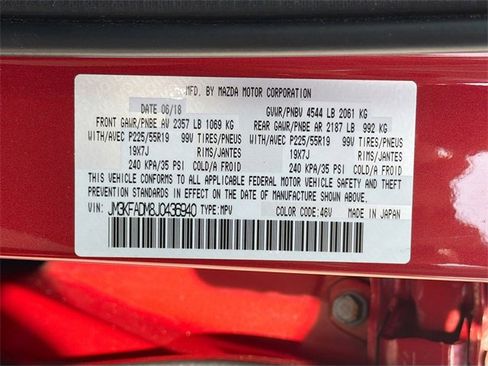 MFD. BY MAZDA MOTOR CORPORATION
DATE 06/18 GVWR/PNBV 4544 LB 2061 KG
FRONT GAWR/PNBE AV 2357 LB 1069 KG REAR GAWR/PNBE AR 2187 LB 992 KG
WITH/AVEC P225/55R19 99V TIRES/PNEUS WITH/AVEC P225/55R19 99V TIRES/PNEUS
19X7J RIMS/JANTES 19X7J RIMS/JANTES
240 KPA/35 PSI COLD/A FROID 240 KPA/35 PSI COLD/A FROID
THIS VEHICLE CONFORMS TO ALL APPLICABLE FEDERAL MOTOR VEHICLE SAFETY AND THEFT
PREVENTION STANDARDS IN EFFECT ON THE DATE OF MANUFACTURE SHOWN ABOVE.
VIN: JM3KFADM8J0436940 TYPE:MPV COLOR CODE:46V MADE IN JAPAN